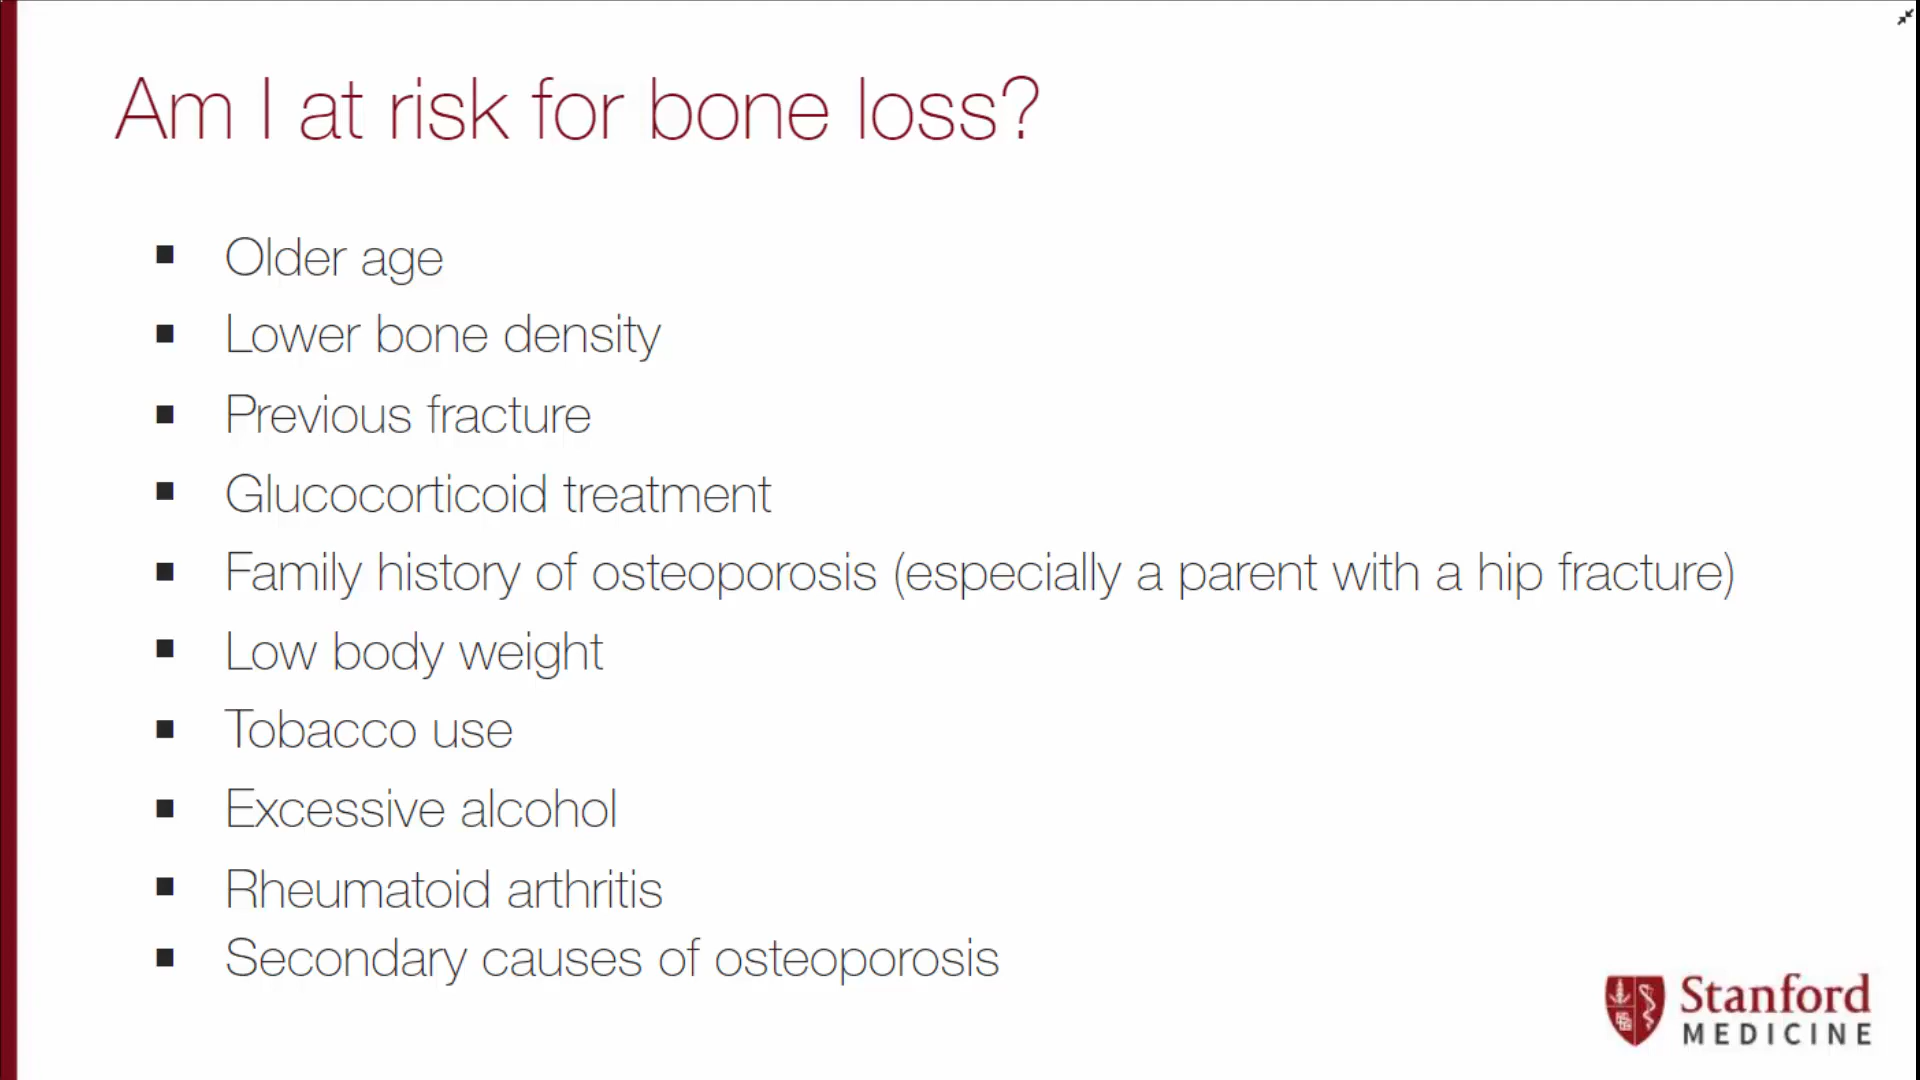 Am I at risk for bone loss?
Older age
Lower bone density
Previous fracture
Glucocorticoid treatment
Family history of osteoporosis (especially a parent with a hip fracture)
Low body weight
Tobacco use
Excessive alcohol
Rheumatoid arthritis
Secondary causes of osteoporosis
Stanford
MEDICINE